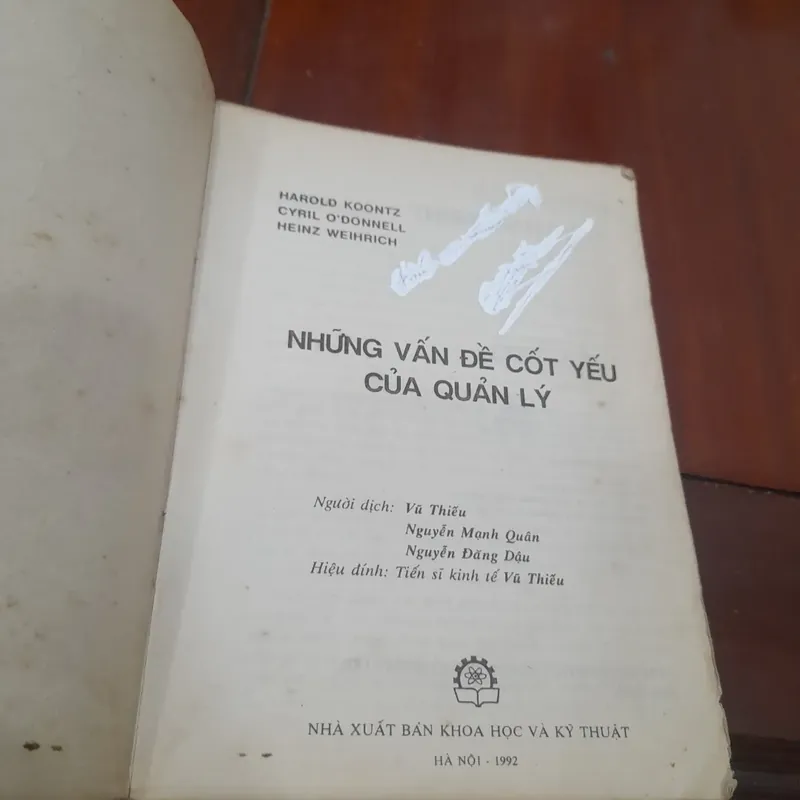 HAROLD KOONTZ
CYRIL O'DONNELL
HEINZ WEIHRICH
NHỮNG VẤN ĐỀ CỐT YẾU
CỦA QUẢN LÝ
Người dịch: Vũ Thiếu
Nguyễn Mạnh Quân
Nguyễn Đăng Dậu
Hiệu đính: Tiến sĩ kinh tế Vũ Thiếu
NHÀ XUẤT BẢN KHOA HỌC VÀ KỸ THUẬT
HÀ NỘI - 1992